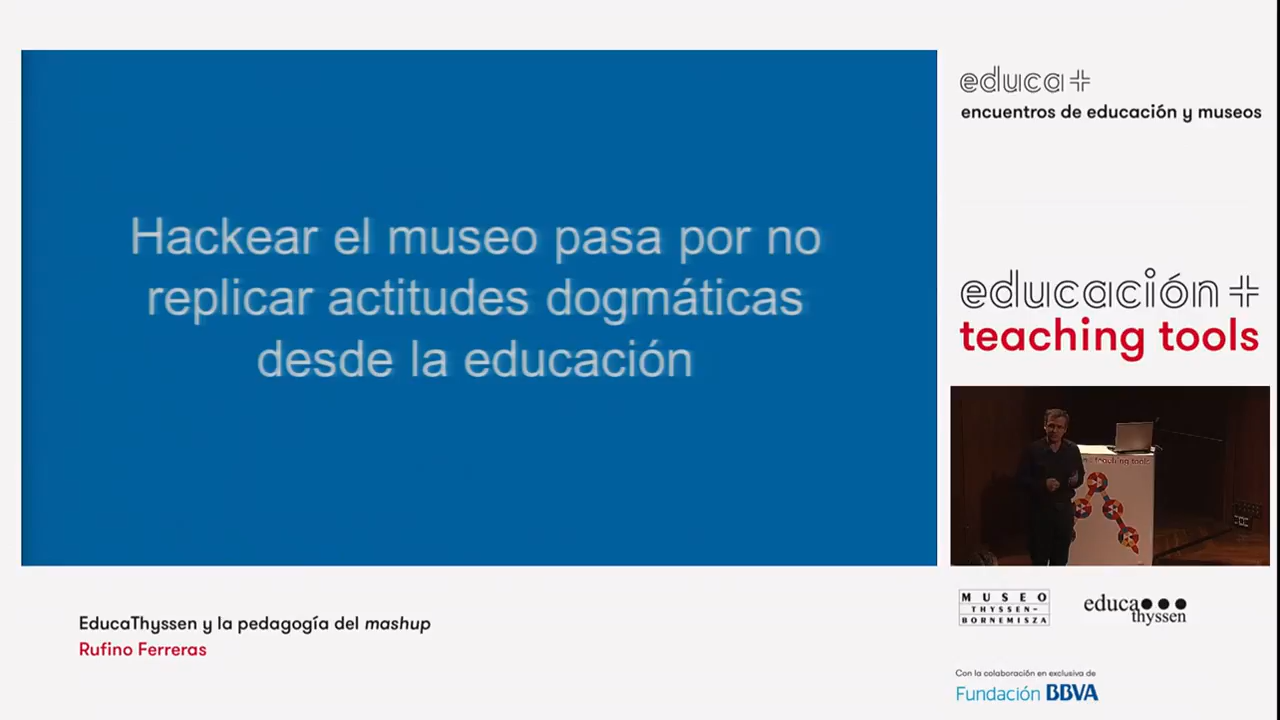 Hackear el museo pasa por no
replicar actitudes dogmáticas
desde la educación
educa+
encuentros de educación y museos
educación+
teaching tools
teaching tools
MUSEO
THYSSEN-
BORNEMISZA
educa
thyssen
EducaThyssen y la pedagogía del mashup
Rufino Ferreras
Con la colaboración en exclusiva de
Fundación BBVA